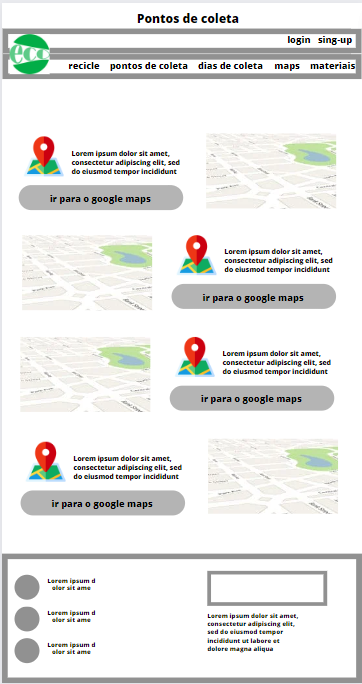 Pontos de coleta
login sing-up
ecc
recicle pontos de coleta dias de coleta maps materiais
Lorem ipsum dolor sit amet,
consectetur adipiscing elit, sed
do eiusmod tempor incididunt
ir para o google maps
Lorem ipsum dolor sit amet,
consectetur adipiscing elit, sed
do eiusmod tempor incididunt
ir para o google maps
Lorem ipsum dolor sit amet,
consectetur adipiscing elit, sed
do eiusmod tempor incididunt
ir para o google maps
Lorem ipsum dolor sit amet,
consectetur adipiscing elit, sed
do eiusmod tempor incididunt
ir para o google maps
Lorem ipsum d
olor sit ame
Lorem ipsum d
olor sit ame
Lorem ipsum d
olor sit ame
Lorem ipsum dolor sit amet,
consectetur adipiscing elit,
sed do eiusmod tempor
incididunt ut labore et
dolore magna aliqua